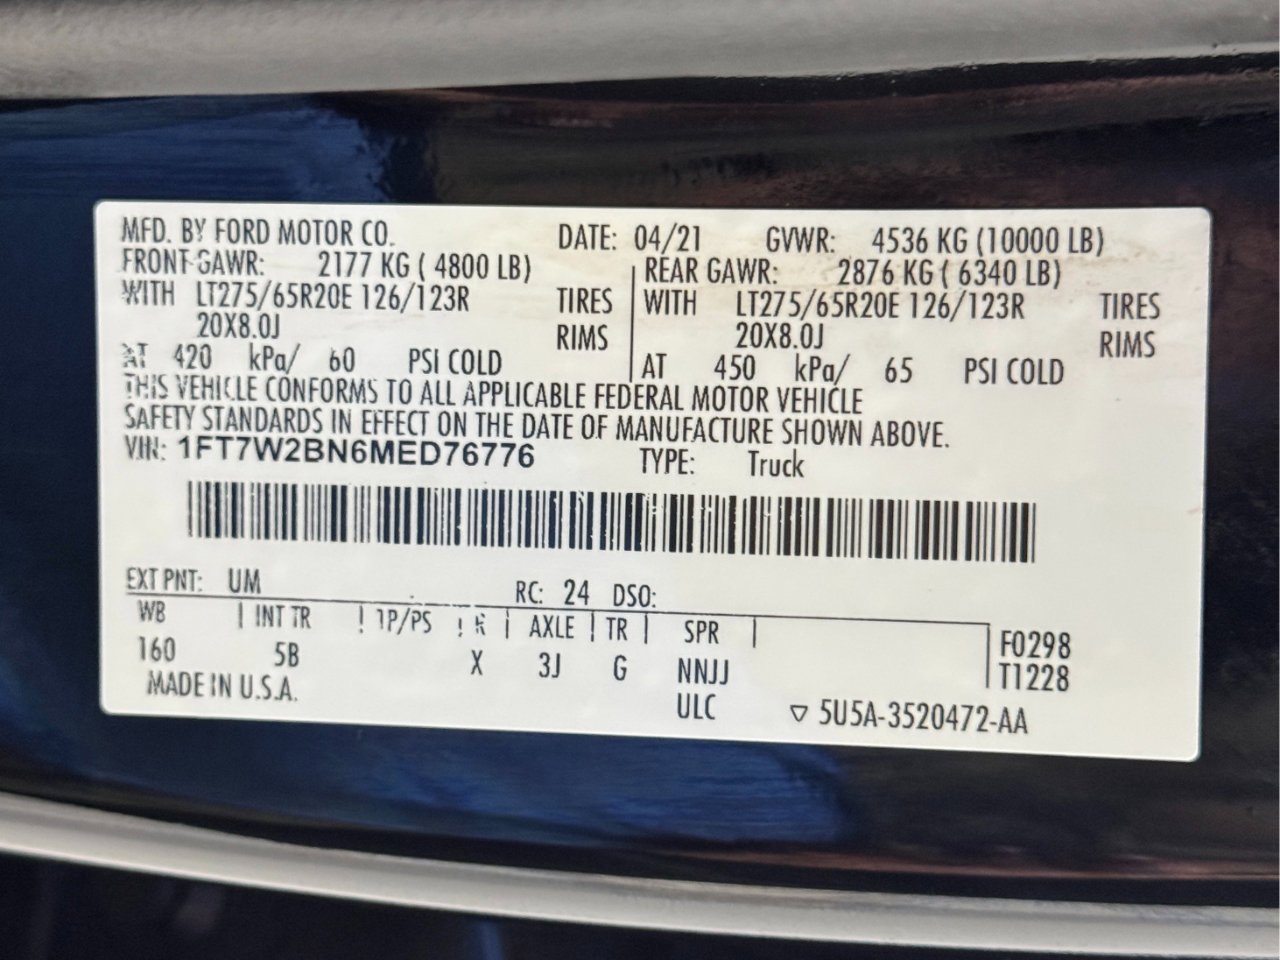 MFD. BY FORD MOTOR CO. DATE: 04/21 GVWR: 4536 KG (10000 LB)
FRONT GAWR: 2177 KG ( 4800 LB) REAR GAWR: 2876 KG ( 6340 LB)
WITH LT275/65R20E 126/123R TIRES WITH LT275/65R20E 126/123R TIRES
20X8.0J RIMS 20X8.0J RIMS
AT 420 kPa/ 60 PSI COLD AT 450 kPa/ 65 PSI COLD
THIS VEHICLE CONFORMS TO ALL APPLICABLE FEDERAL MOTOR VEHICLE
SAFETY STANDARDS IN EFFECT ON THE DATE OF MANUFACTURE SHOWN ABOVE.
VIN: 1FT7W2BN6MED76776 TYPE: Truck
EXT PNT: UM RC: 24 DSO:
WB INT TR TP/PS R AXLE TR SPR F0298
160 5B X 3J G NNJJ T1228
MADE IN U.S.A. ULC ▽ 5U5A-3520472-AA